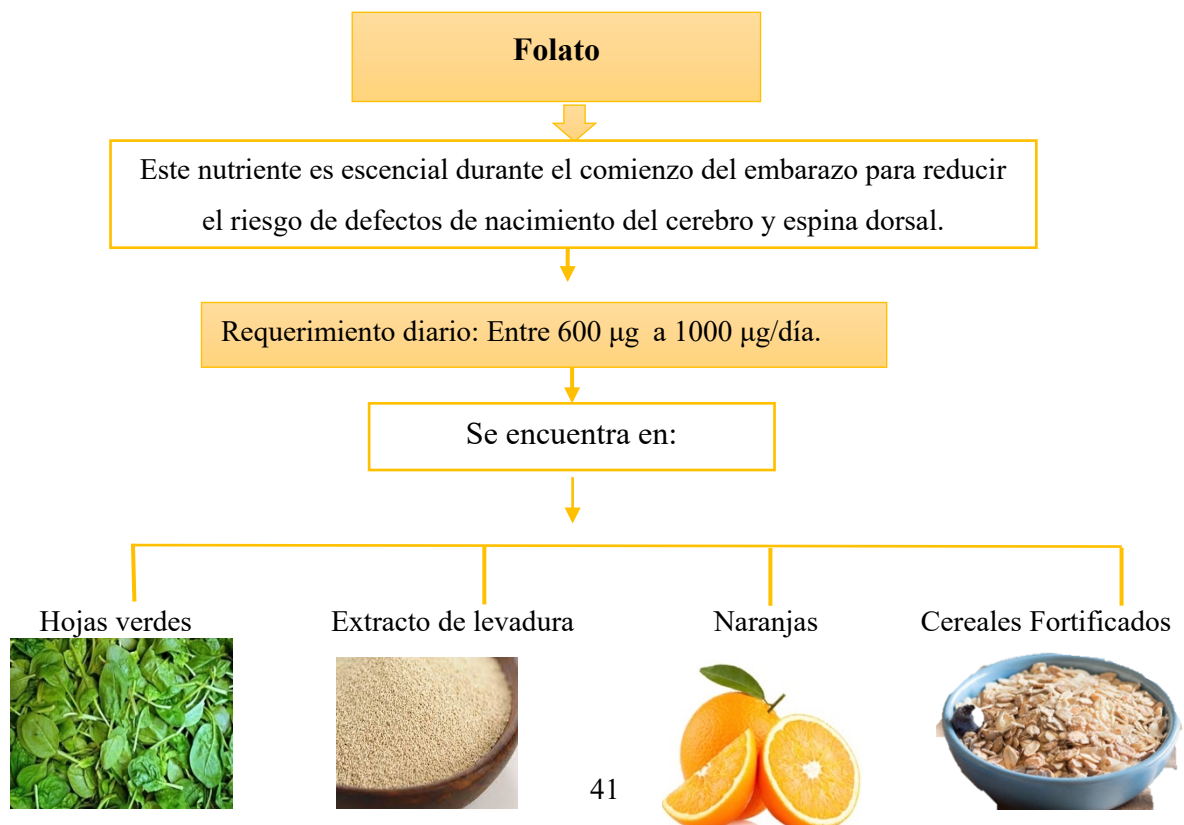 Folato
Este nutriente es escencial durante el comienzo del embarazo para reducir
el riesgo de defectos de nacimiento del cerebro y espina dorsal.
Requerimiento diario: Entre 600 μg a 1000 μg/día.
Se encuentra en:
Hojas verdes
Extracto de levadura
Naranjas
Cereales Fortificados
41